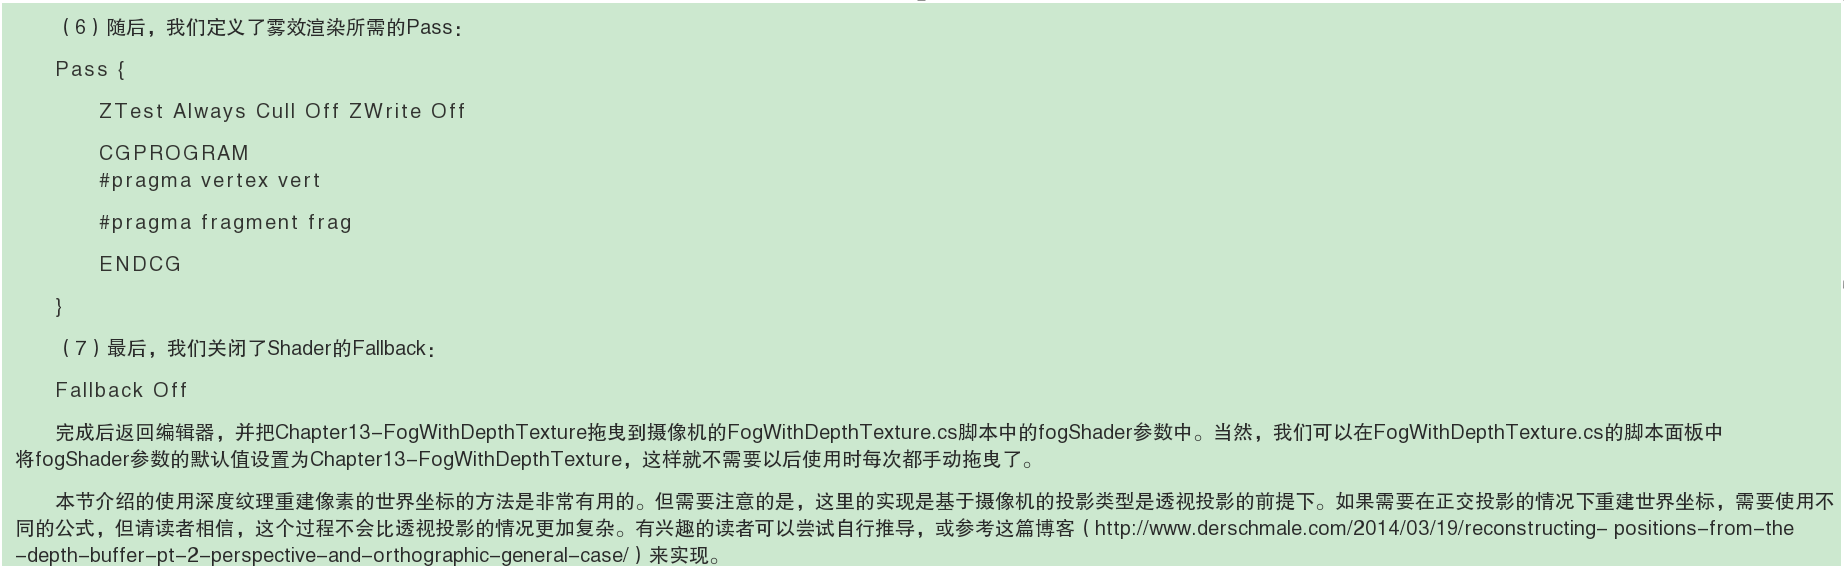 （6）随后，我们定义了雾效渲染所需的Pass：
Pass {
ZTest Always Cull Off ZWrite Off
CGPROGRAM
#pragma vertex vert
#pragma fragment frag
ENDCG
}
（7）最后，我们关闭了Shader的Fallback：
Fallback Off
完成后返回编辑器，并把Chapter13-FogWithDepthTexture拖曳到摄像机的FogWithDepthTexture.cs脚本中的fogShader参数中。当然，我们可以在FogWithDepthTexture.cs的脚本面板中
将fogShader参数的默认值设置为Chapter13-FogWithDepthTexture，这样就不需要以后使用时每次都手动拖曳了。
本节介绍的使用深度纹理重建像素的世界坐标的方法是非常有用的。但需要注意的是，这里的实现是基于摄像机的投影类型是透视投影的前提下。如果需要在正交投影的情况下重建世界坐标，需要使用不
同的公式，但请读者相信，这个过程不会比透视投影的情况更加复杂。有兴趣的读者可以尝试自行推导，或参考这篇博客（http://www.derschmale.com/2014/03/19/reconstructing- positions-from-the
-depth-buffer-pt-2-perspective-and-orthographic-general-case/）来实现。